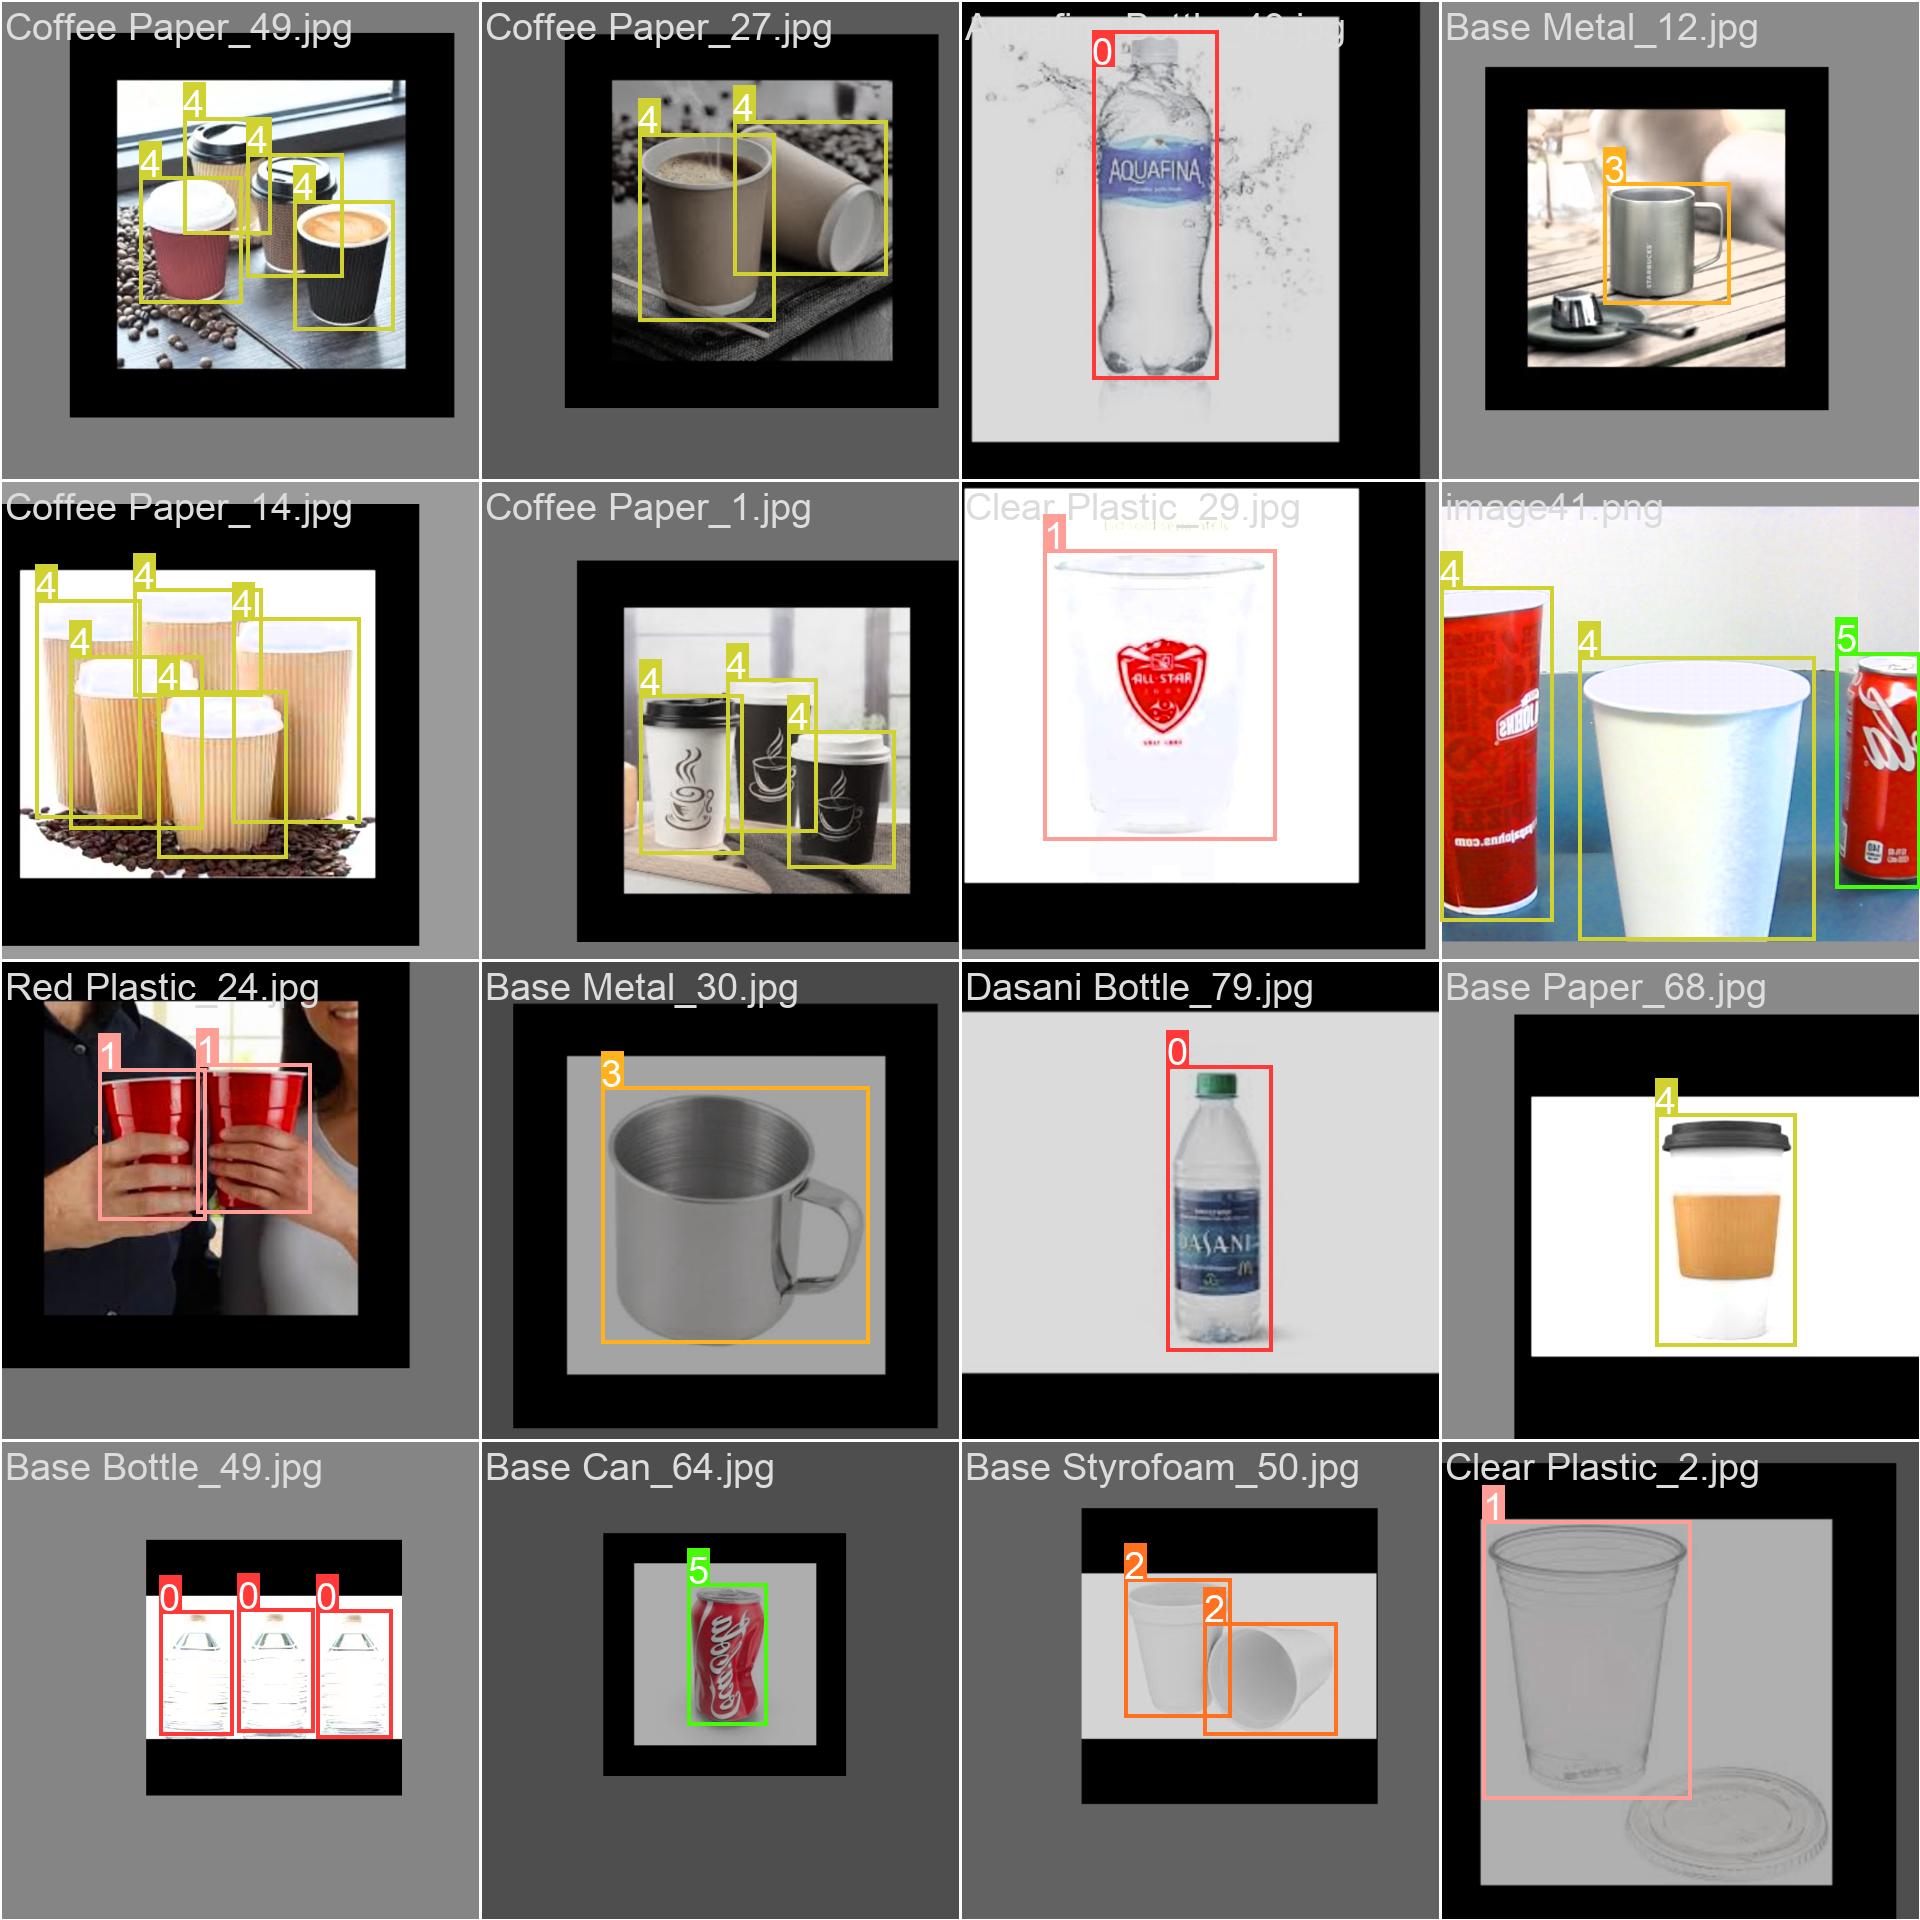 Coffee Paper_49.jpg
4
4
4
4
Coffee Paper_27.jpg
4
4
0
AQUAFINA
Base Metal_12.jpg
3
STARBUCKS
Coffee Paper_14.jpg
4
4
4
4
4
Coffee Paper_1.jpg
4
4
4
Clear Plastic_29.jpg
1
ALL-STAR
image41.png
4
4
5
Red Plastic_24.jpg
1
1
Base Metal_30.jpg
3
Dasani Bottle_79.jpg
0
DASANI
Base Paper_68.jpg
4
Base Bottle_49.jpg
0
0
0
Base Can_64.jpg
5
Coca-Cola
Base Styrofoam_50.jpg
2
2
Clear Plastic_2.jpg
1